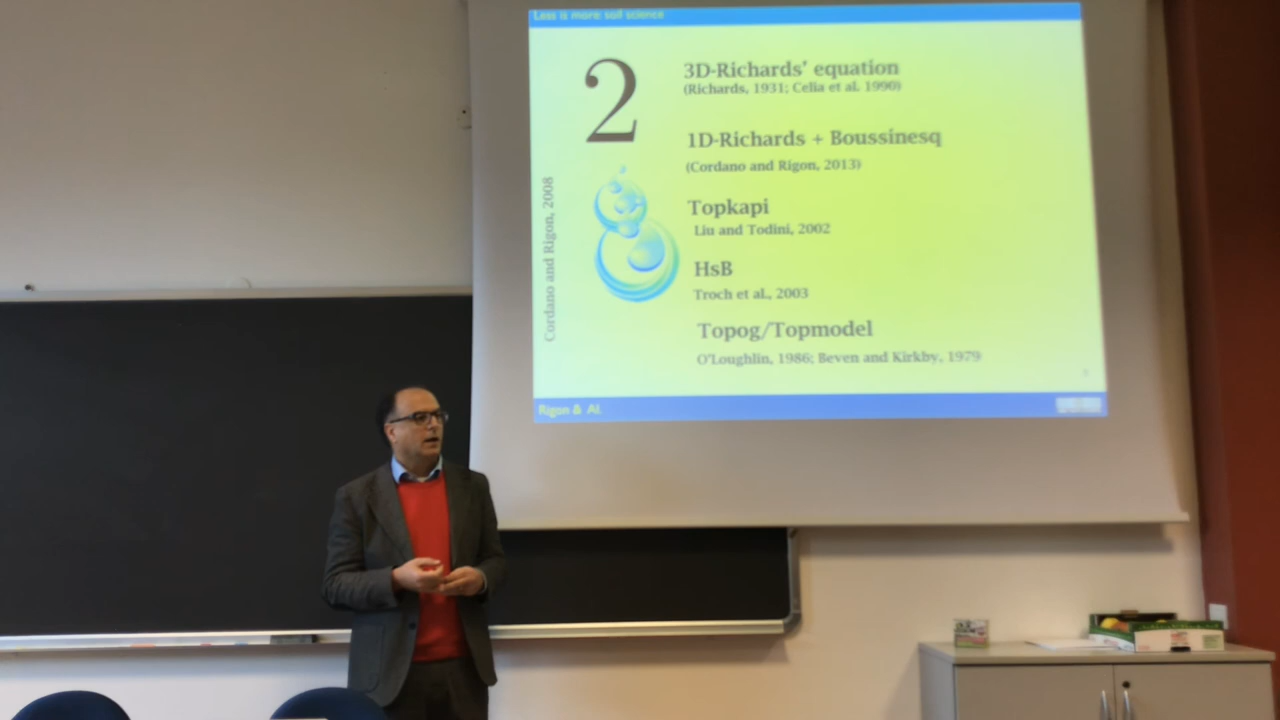 Less is more soil science
2
3D-Richards' equation
(Richards, 1931; Celia et al. 1990)
1D-Richards + Boussinesq
(Cordano and Rigon, 2013)
Cordano and Rigon, 2008
Topkapi
Liu and Todini, 2002
HsB
Troch et al., 2003
Topog/Topmodel
O'Loughlin, 1986; Beven and Kirkby, 1979
Rigon & Al.